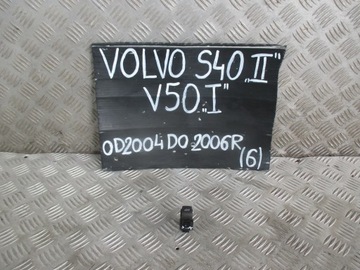 VOLVO S40 „II"
V50 „I"
OD2004 DO 2006R
(6)